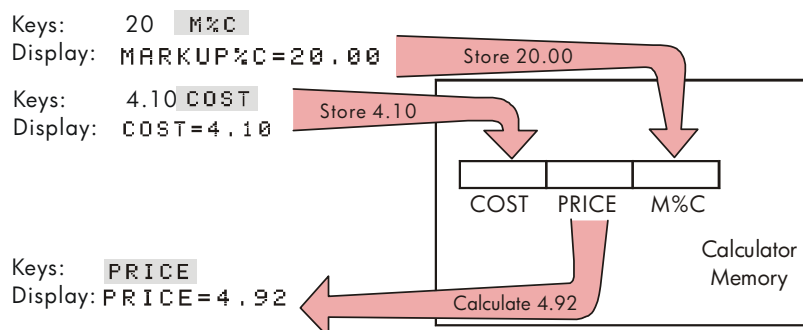 Keys: 20 M%C
Display: MARKUP%C=20.00
Store 20.00
Keys: 4.10 COST
Display: COST=4.10
Store 4.10
COST PRICE M%C
Calculator
Memory
Keys: PRICE
Display: PRICE=4.92
Calculate 4.92